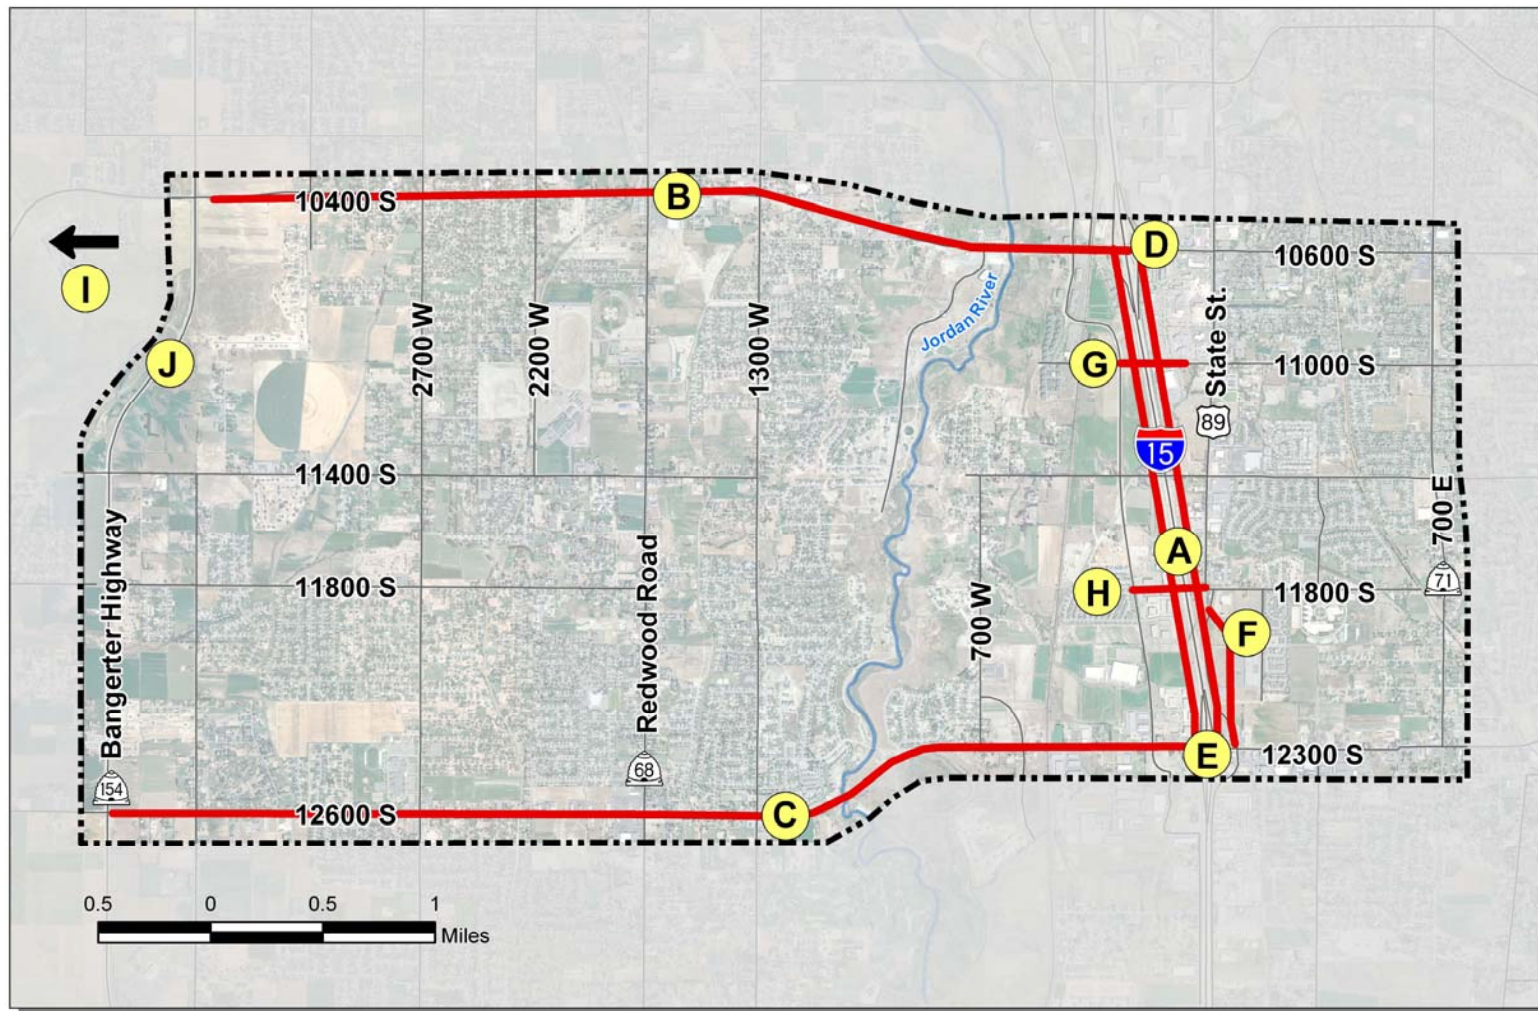 B
10400 S
D
10600 S
I
Jordan River
State St.
J
2700 W
2200 W
1300 W
G
11000 S
89
15
11400 S
700 E
A
71
Bangerter Highway
11800 S
Redwood Road
H
11800 S
700 W
F
E
12300 S
154
68
12600 S
C
0.5 0 0.5 1
Miles